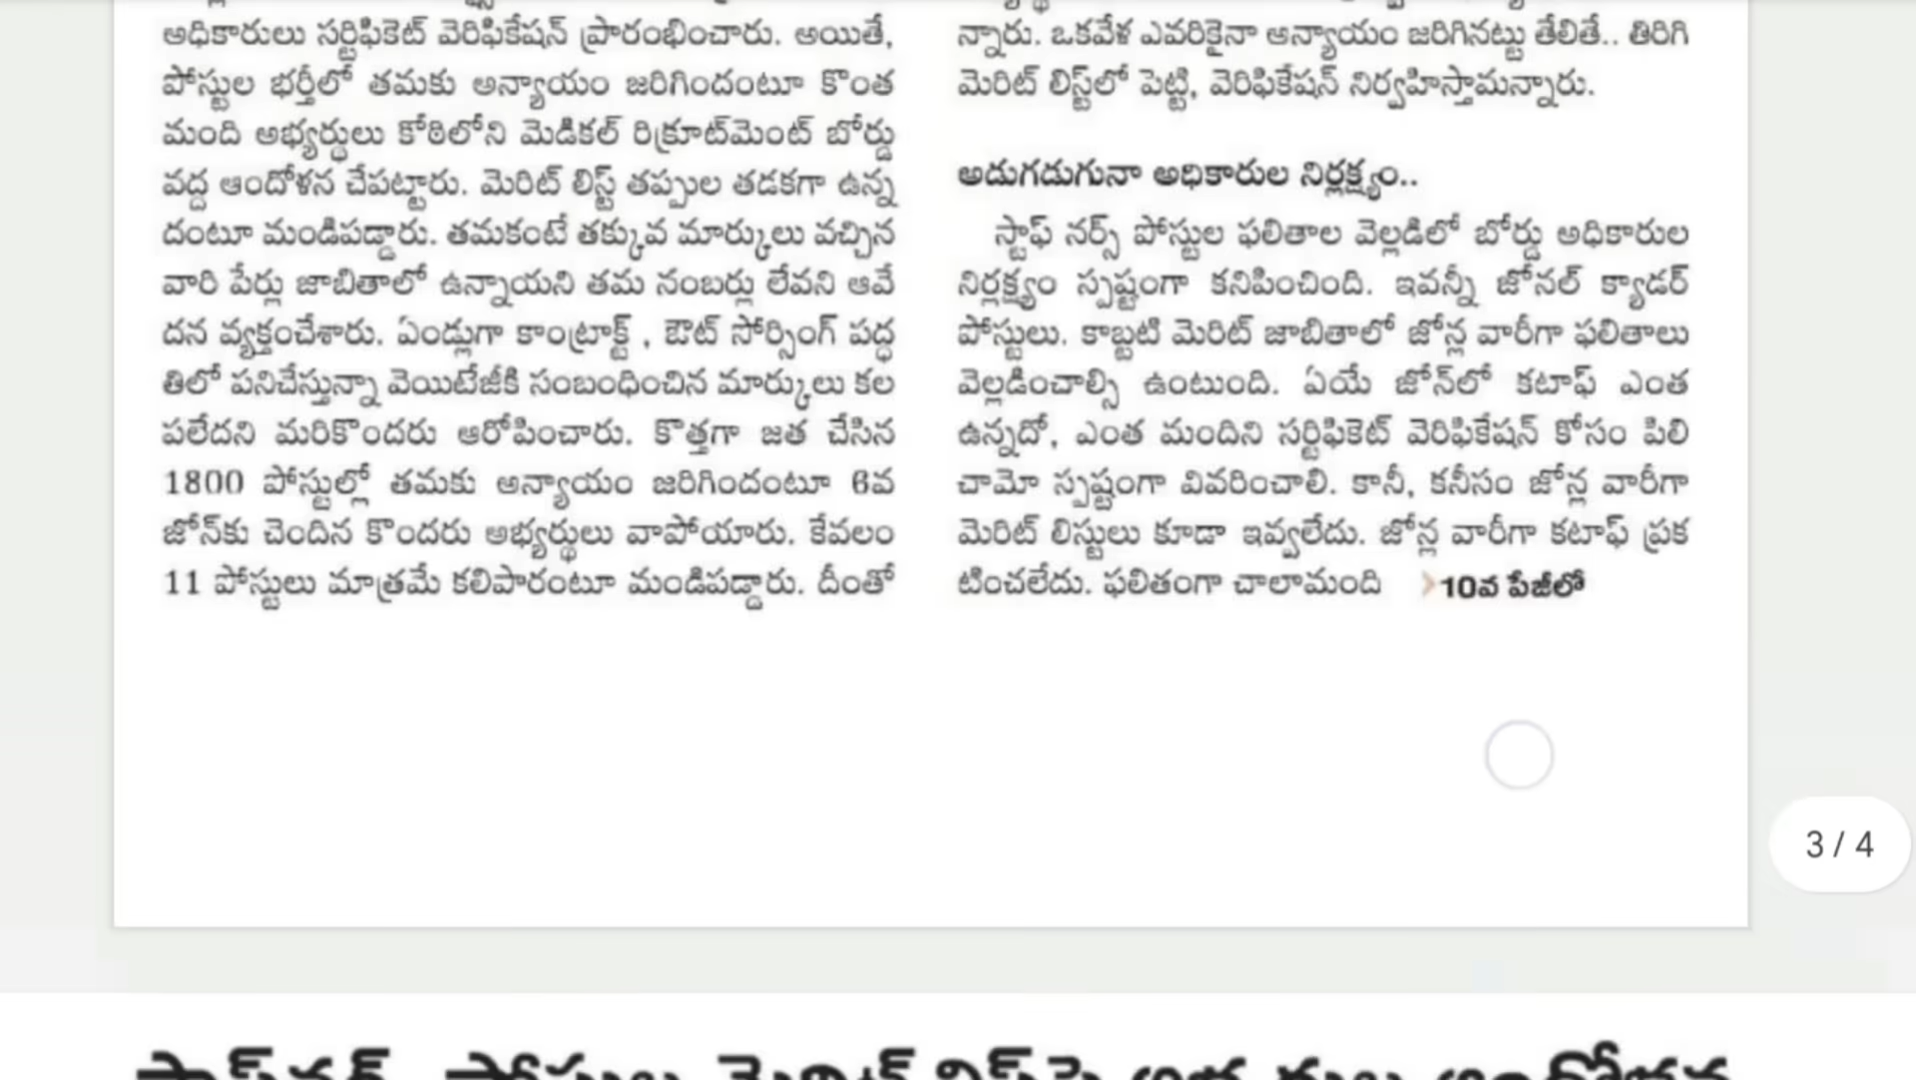 అధికారులు సర్టిఫికెట్ వెరిఫికేషన్ ప్రారంభించారు. అయితే,
పోస్టుల భర్తీలో తమకు అన్యాయం జరిగిందంటూ కొంత
మంది అభ్యర్థులు కోఠిలోని మెడికల్ రిక్రూట్‌మెంట్ బోర్డు
వద్ద ఆందోళన చేపట్టారు. మెరిట్ లిస్ట్ తప్పుల తడకగా ఉన్న
దంటూ మండిపడ్డారు. తమకంటే తక్కువ మార్కులు వచ్చిన
వారి పేర్లు జాబితాలో ఉన్నాయని తమ నంబర్లు లేవని ఆవే
దన వ్యక్తంచేశారు. ఏండ్లుగా కాంట్రాక్ట్ , ఔట్ సోర్సింగ్ పద్ధ
తిలో పనిచేస్తున్నా వెయిటేజీకి సంబంధించిన మార్కులు కల
పలేదని మరికొందరు ఆరోపించారు. కొత్తగా జత చేసిన
1800 పోస్టుల్లో తమకు అన్యాయం జరిగిందంటూ 6వ
జోన్‌కు చెందిన కొందరు అభ్యర్థులు వాపోయారు. కేవలం
11 పోస్టులు మాత్రమే కలిపారంటూ మండిపడ్డారు. దీంతో
న్నారు. ఒకవేళ ఎవరికైనా అన్యాయం జరిగినట్టు తేలితే.. తిరిగి
మెరిట్ లిస్ట్‌లో పెట్టి, వెరిఫికేషన్ నిర్వహిస్తామన్నారు.
అడుగడుగునా అధికారుల నిర్లక్ష్యం..
స్టాఫ్ నర్స్ పోస్టుల ఫలితాల వెల్లడిలో బోర్డు అధికారుల
నిర్లక్ష్యం స్పష్టంగా కనిపించింది. ఇవన్నీ జోనల్ క్యాడర్
పోస్టులు. కాబట్టి మెరిట్ జాబితాలో జోన్ల వారీగా ఫలితాలు
వెల్లడించాల్సి ఉంటుంది. ఏయే జోన్‌లో కటాఫ్ ఎంత
ఉన్నదో, ఎంత మందిని సర్టిఫికెట్ వెరిఫికేషన్ కోసం పిలి
చామో స్పష్టంగా వివరించాలి. కానీ, కనీసం జోన్ల వారీగా
మెరిట్ లిస్టులు కూడా ఇవ్వలేదు. జోన్ల వారీగా కటాఫ్ ప్రక
టించలేదు. ఫలితంగా చాలామంది 10వ పేజీలో
3 / 4